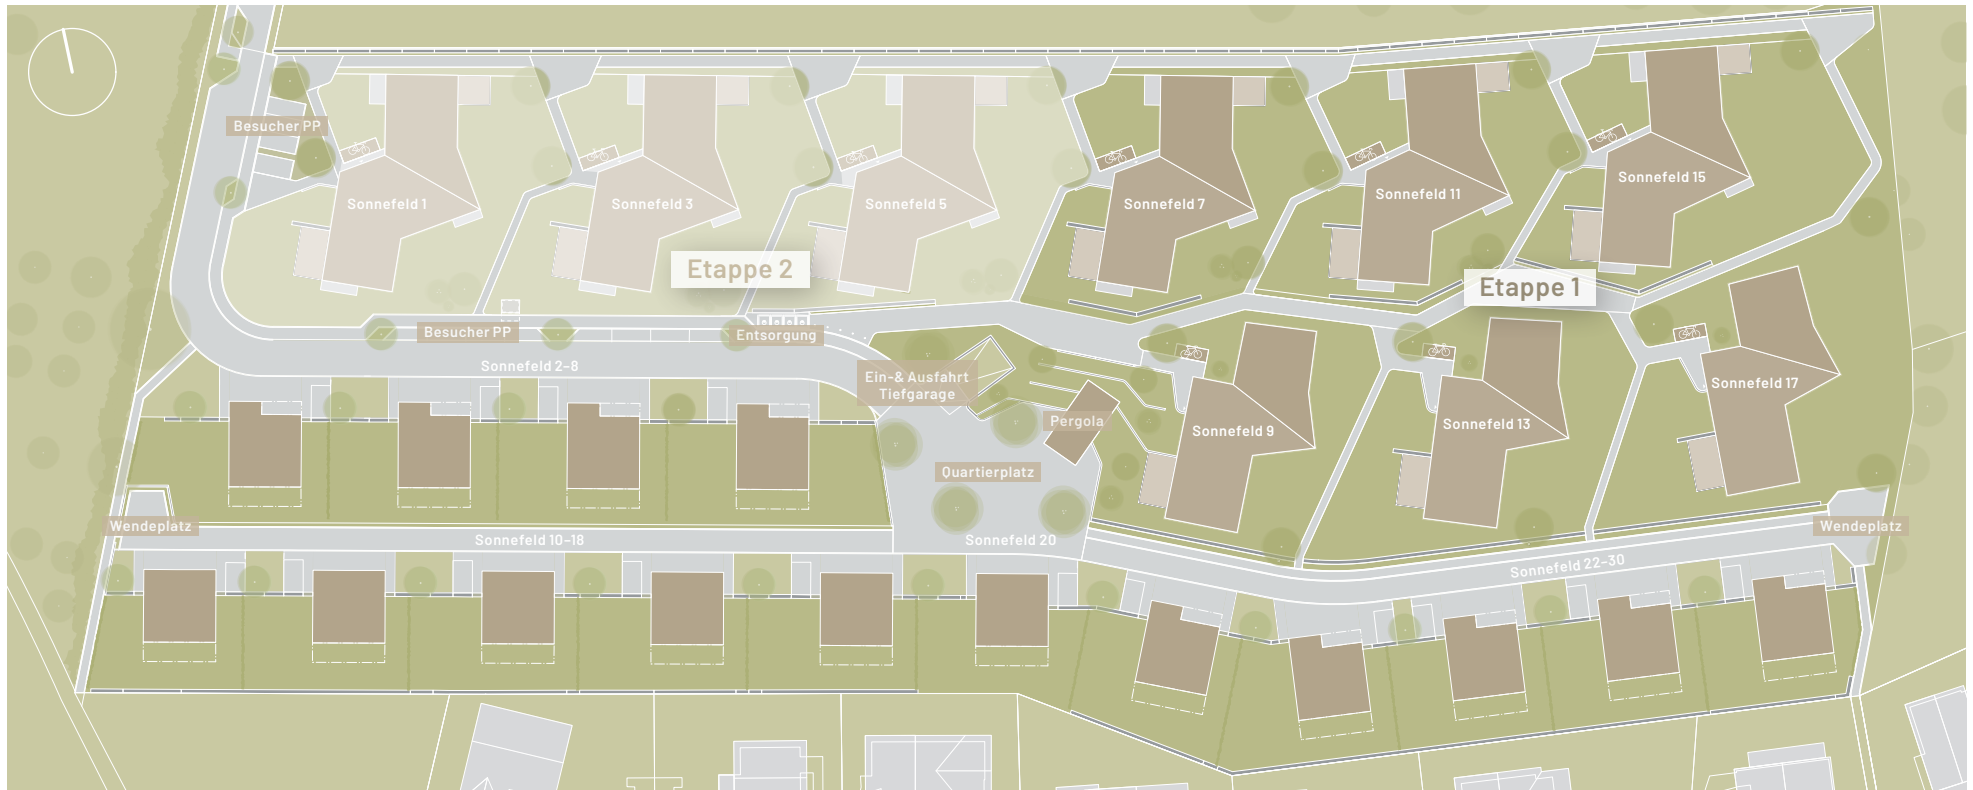 Besucher PP
Sonnefeld 1
Sonnefeld 3
Sonnefeld 5
Sonnefeld 7
Sonnefeld 11
Sonnefeld 15
Etappe 2
Etappe 1
Besucher PP
Entsorgung
Sonnefeld 2–8
Ein-& Ausfahrt
Tiefgarage
Pergola
Sonnefeld 9
Sonnefeld 13
Sonnefeld 17
Quartierplatz
Wendeplatz
Sonnefeld 10–18
Sonnefeld 20
Sonnefeld 22–30
Wendeplatz